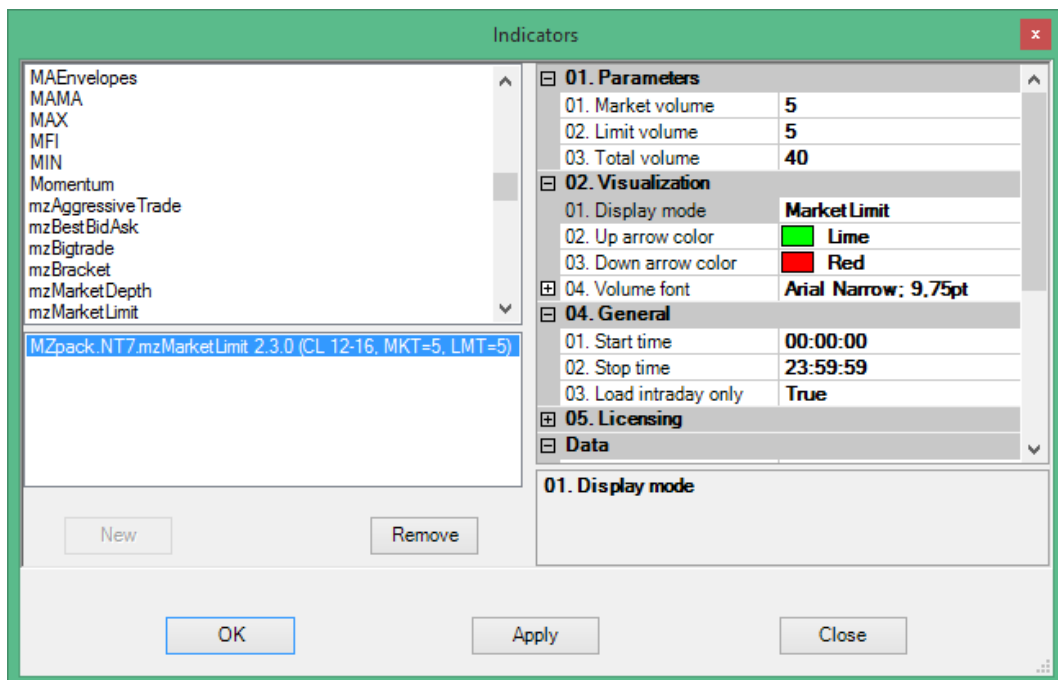 Indicators
x
MAEnvelopes
MAMA
MAX
MFI
MIN
Momentum
mzAggressiveTrade
mzBestBidAsk
mzBigtrade
mzBracket
mzMarketDepth
mzMarketLimit
MZpack.NT7.mzMarketLimit 2.3.0 (CL 12-16, MKT=5, LMT=5)
New
Remove
01. Parameters
01. Market volume 5
02. Limit volume 5
03. Total volume 40
02. Visualization
01. Display mode MarketLimit
02. Up arrow color Lime
03. Down arrow color Red
04. Volume font Arial Narrow; 9,75pt
04. General
01. Start time 00:00:00
02. Stop time 23:59:59
03. Load intraday only True
05. Licensing
Data
01. Display mode
OK
Apply
Close